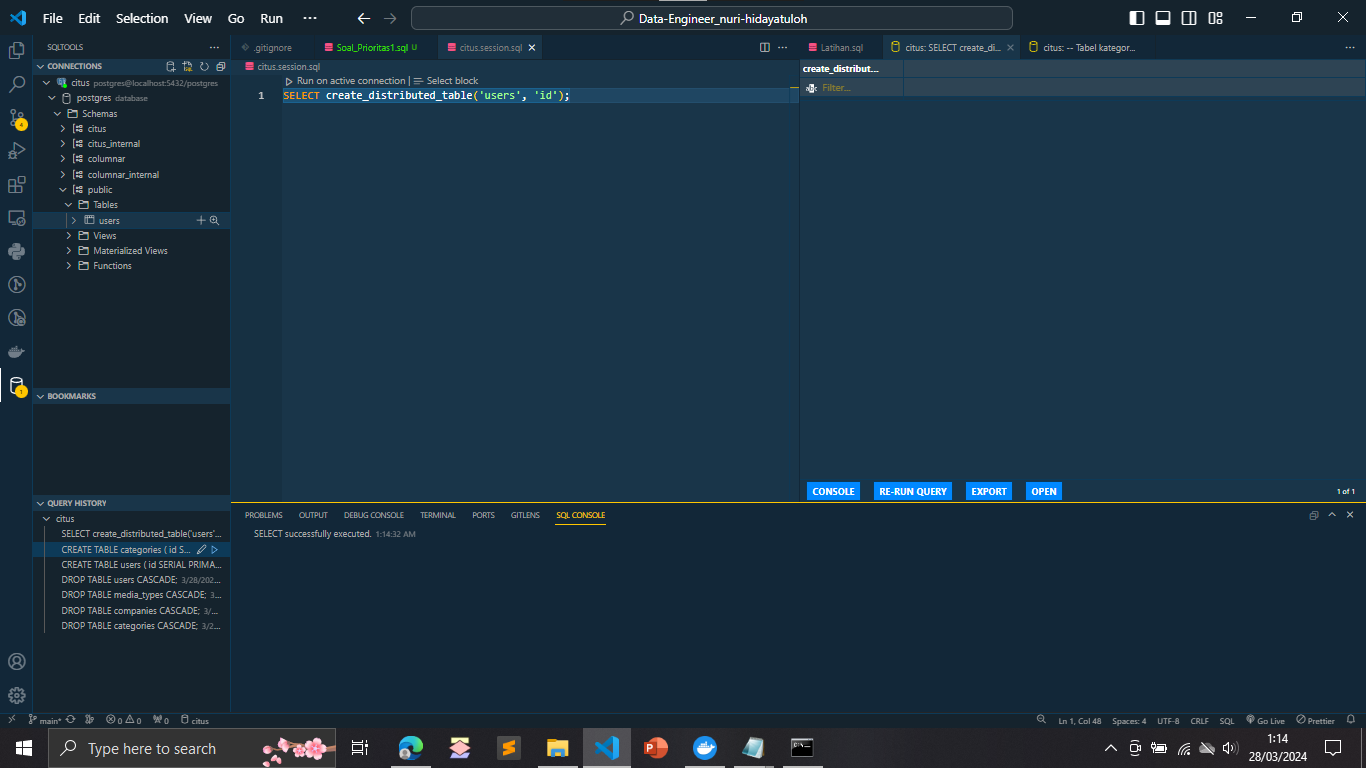 File Edit Selection View Go Run ···
Data-Engineer_nuri-hidayatuloh
SQLTOOLS
CONNECTIONS
citus postgres@localhost:5432/postgres
postgres database
Schemas
citus
citus_internal
columnar
columnar_internal
public
Tables
users
Views
Materialized Views
Functions
BOOKMARKS
QUERY HISTORY
citus
SELECT create_distributed_table('users'...
CREATE TABLE categories ( id S...
CREATE TABLE users ( id SERIAL PRIMA...
DROP TABLE users CASCADE; 3/28/202...
DROP TABLE media_types CASCADE; 3...
DROP TABLE companies CASCADE; 3/...
DROP TABLE categories CASCADE; 3/2...
4
1
.gitignore
Soal_Prioritas1.sql U
citus.session.sql
citus.session.sql
Run on active connection | Select block
1 SELECT create_distributed_table('users', 'id');
Latihan.sql
citus: SELECT create_di...
citus: -- Tabel kategor...
create_distribut...
Filter...
CONSOLE RE-RUN QUERY EXPORT OPEN
1 of 1
PROBLEMS OUTPUT DEBUG CONSOLE TERMINAL PORTS GITLENS SQL CONSOLE
SELECT successfully executed. 1:14:32 AM
main* 0 0 0 citus
Ln 1, Col 48 Spaces: 4 UTF-8 CRLF SQL Go Live Prettier
Type here to search
1:14
28/03/2024